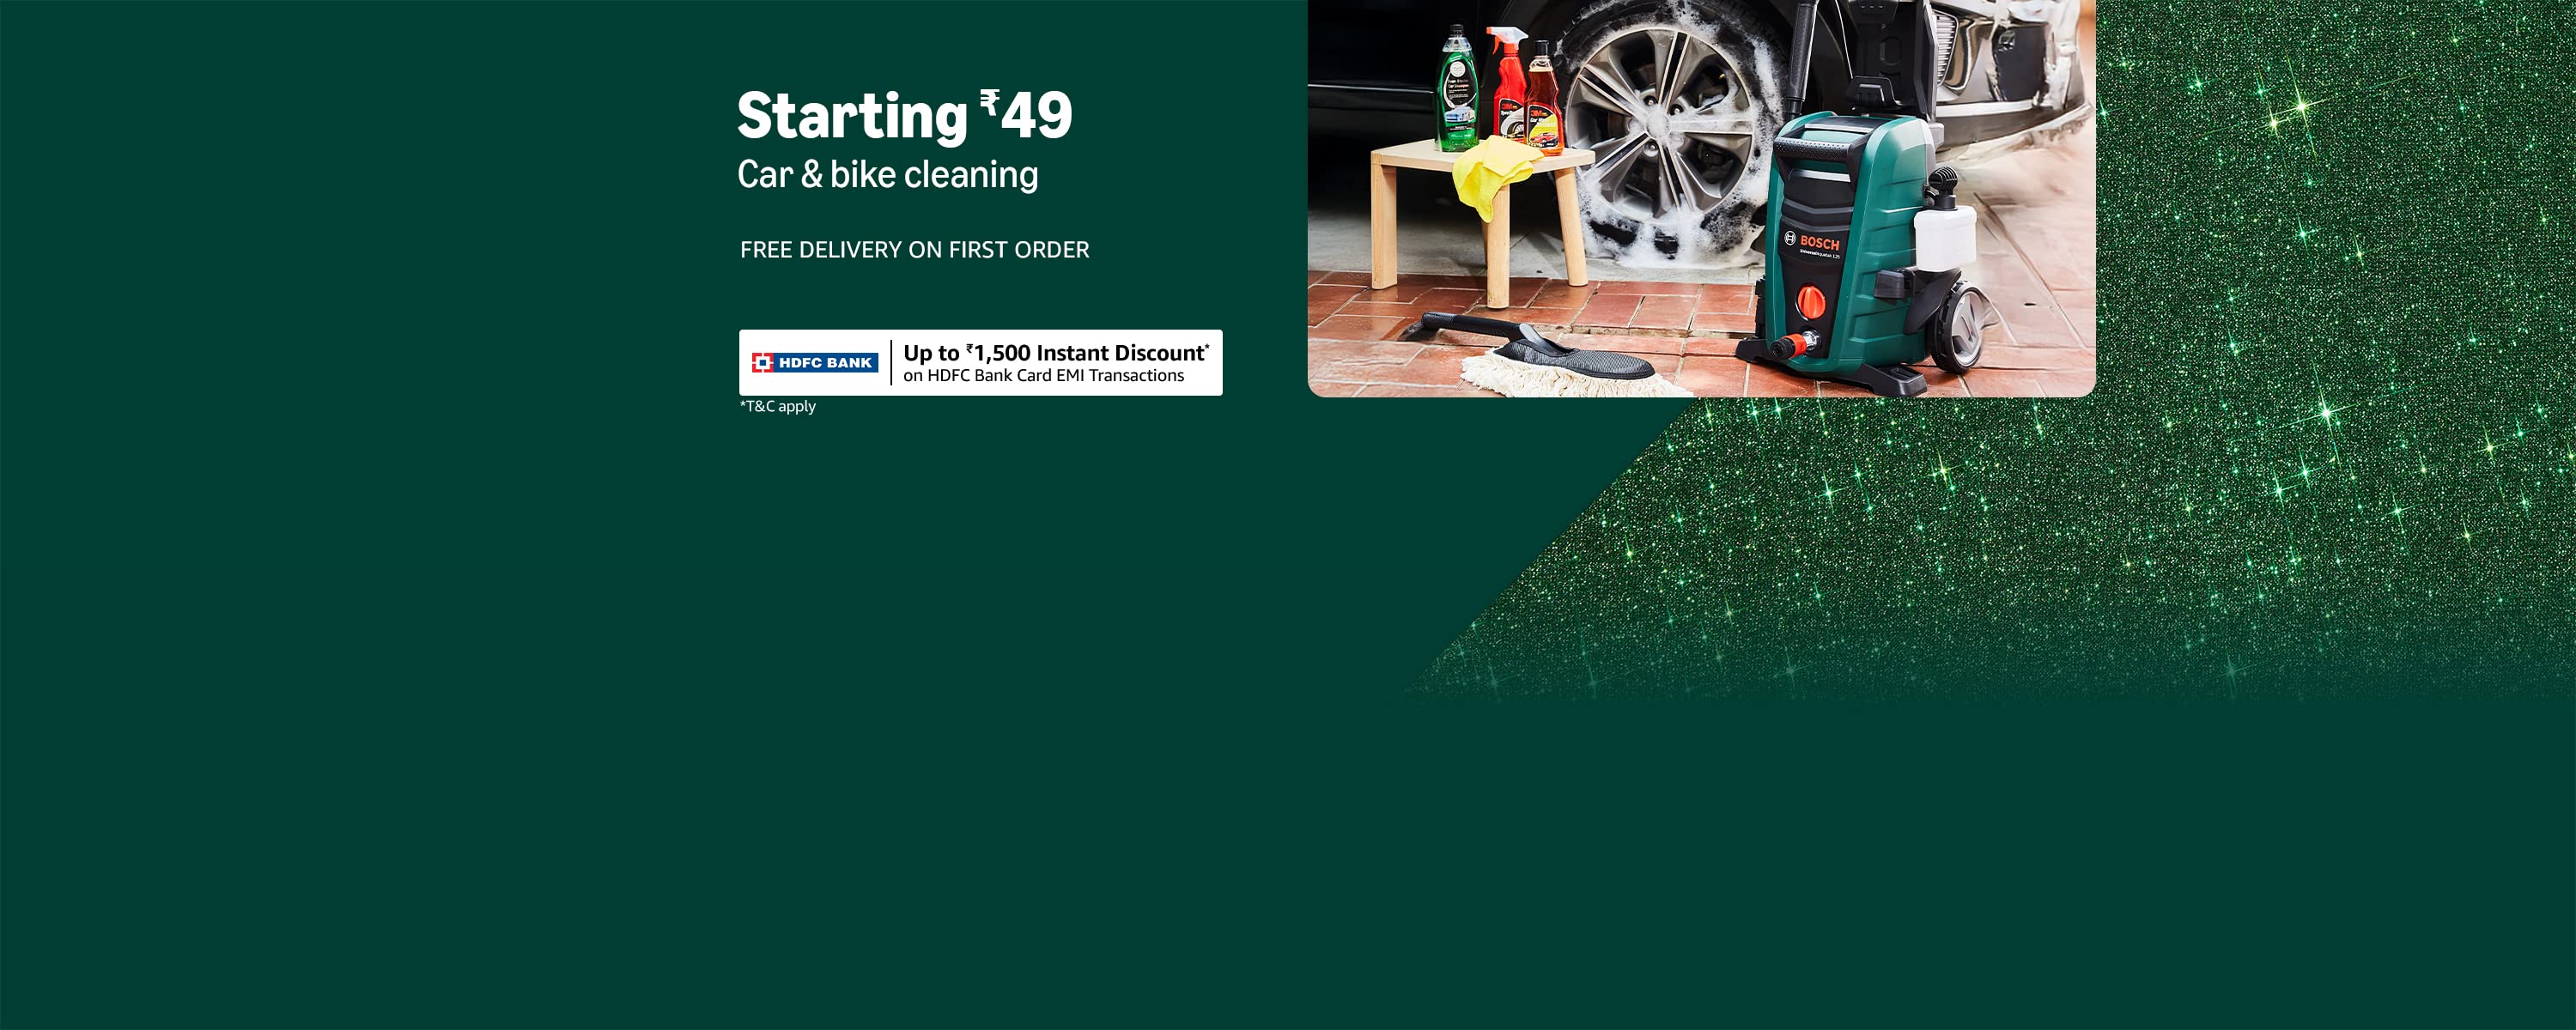 Starting ₹49
Car & bike cleaning
FREE DELIVERY ON FIRST ORDER
HDFC BANK
Up to ₹1,500 Instant Discount*
on HDFC Bank Card EMI Transactions
*T&C apply
BOSCH